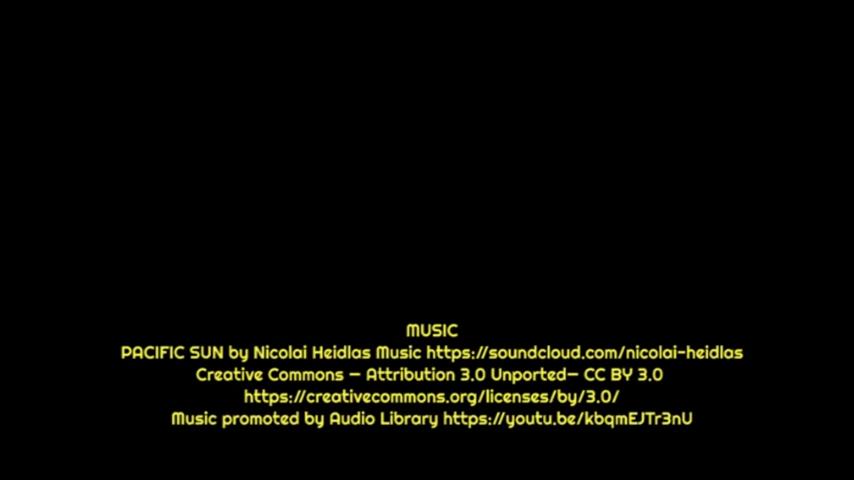 MUSIC
PACIFIC SUN by Nicolai Heidlas Music https://soundcloud.com/nicolai-heidlas
Creative Commons – Attribution 3.0 Unported– CC BY 3.0
https://creativecommons.org/licenses/by/3.0/
Music promoted by Audio Library https://youtu.be/kbqmEJTr3nU